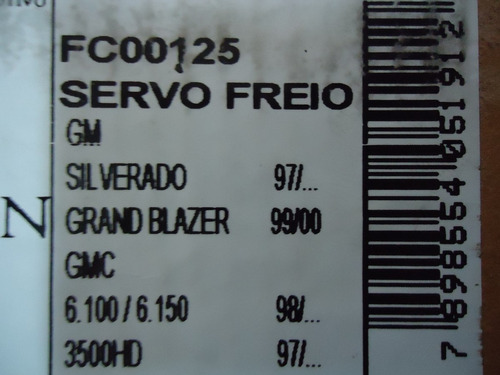 FC00125
SERVO FREIO
GM
SILVERADO 97/...
GRAND BLAZER 99/00
GMC
6.100 / 6.150 98/...
3500HD 97/...
N
7 898554 051912